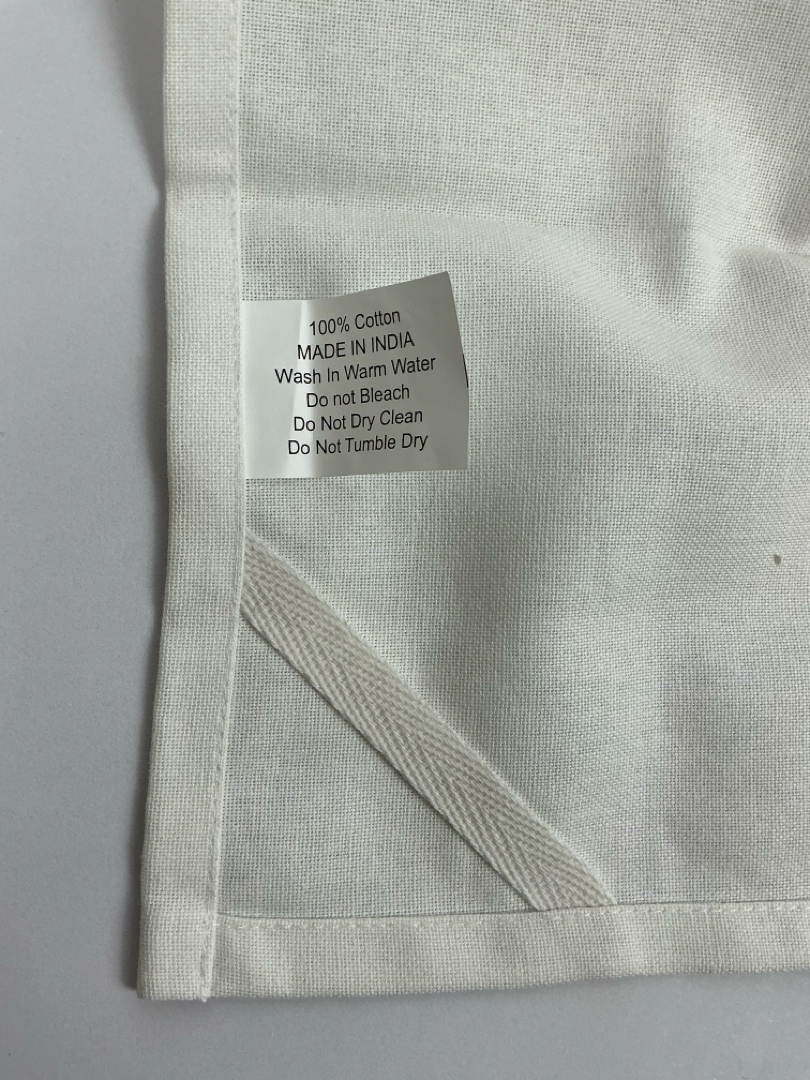 100% Cotton
MADE IN INDIA
Wash In Warm Water
Do not Bleach
Do Not Dry Clean
Do Not Tumble Dry